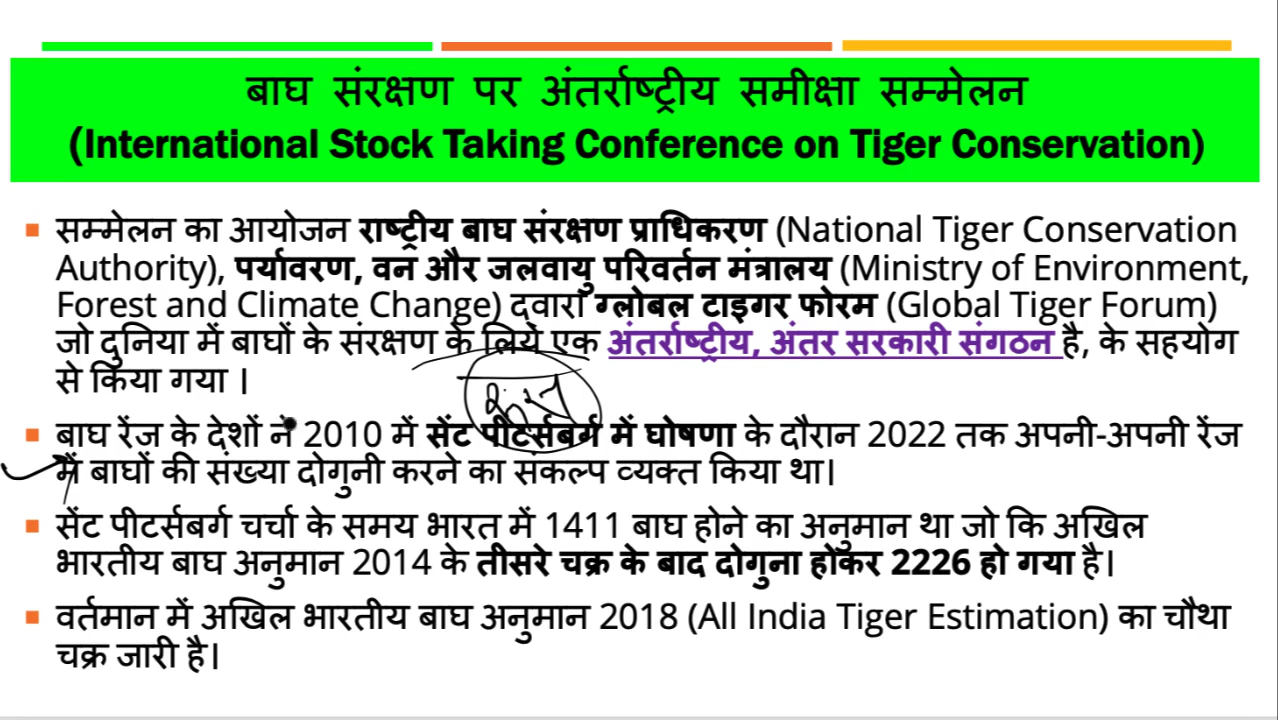 बाघ संरक्षण पर अंतर्राष्ट्रीय समीक्षा सम्मेलन
(International Stock Taking Conference on Tiger Conservation)
सम्मेलन का आयोजन राष्ट्रीय बाघ संरक्षण प्राधिकरण (National Tiger Conservation
Authority), पर्यावरण, वन और जलवायु परिवर्तन मंत्रालय (Ministry of Environment,
Forest and Climate Change) द्वारा ग्लोबल टाइगर फोरम (Global Tiger Forum)
जो दुनिया में बाघों के संरक्षण के लिये एक अंतर्राष्ट्रीय, अंतर सरकारी संगठन है, के सहयोग
से किया गया ।
बाघ रेंज के देशों ने 2010 में सेंट पीटर्सबर्ग में घोषणा के दौरान 2022 तक अपनी-अपनी रेंज
में बाघों की संख्या दोगुनी करने का संकल्प व्यक्त किया था।
सेंट पीटर्सबर्ग चर्चा के समय भारत में 1411 बाघ होने का अनुमान था जो कि अखिल
भारतीय बाघ अनुमान 2014 के तीसरे चक्र के बाद दोगुना होकर 2226 हो गया है।
वर्तमान में अखिल भारतीय बाघ अनुमान 2018 (All India Tiger Estimation) का चौथा
चक्र जारी है।